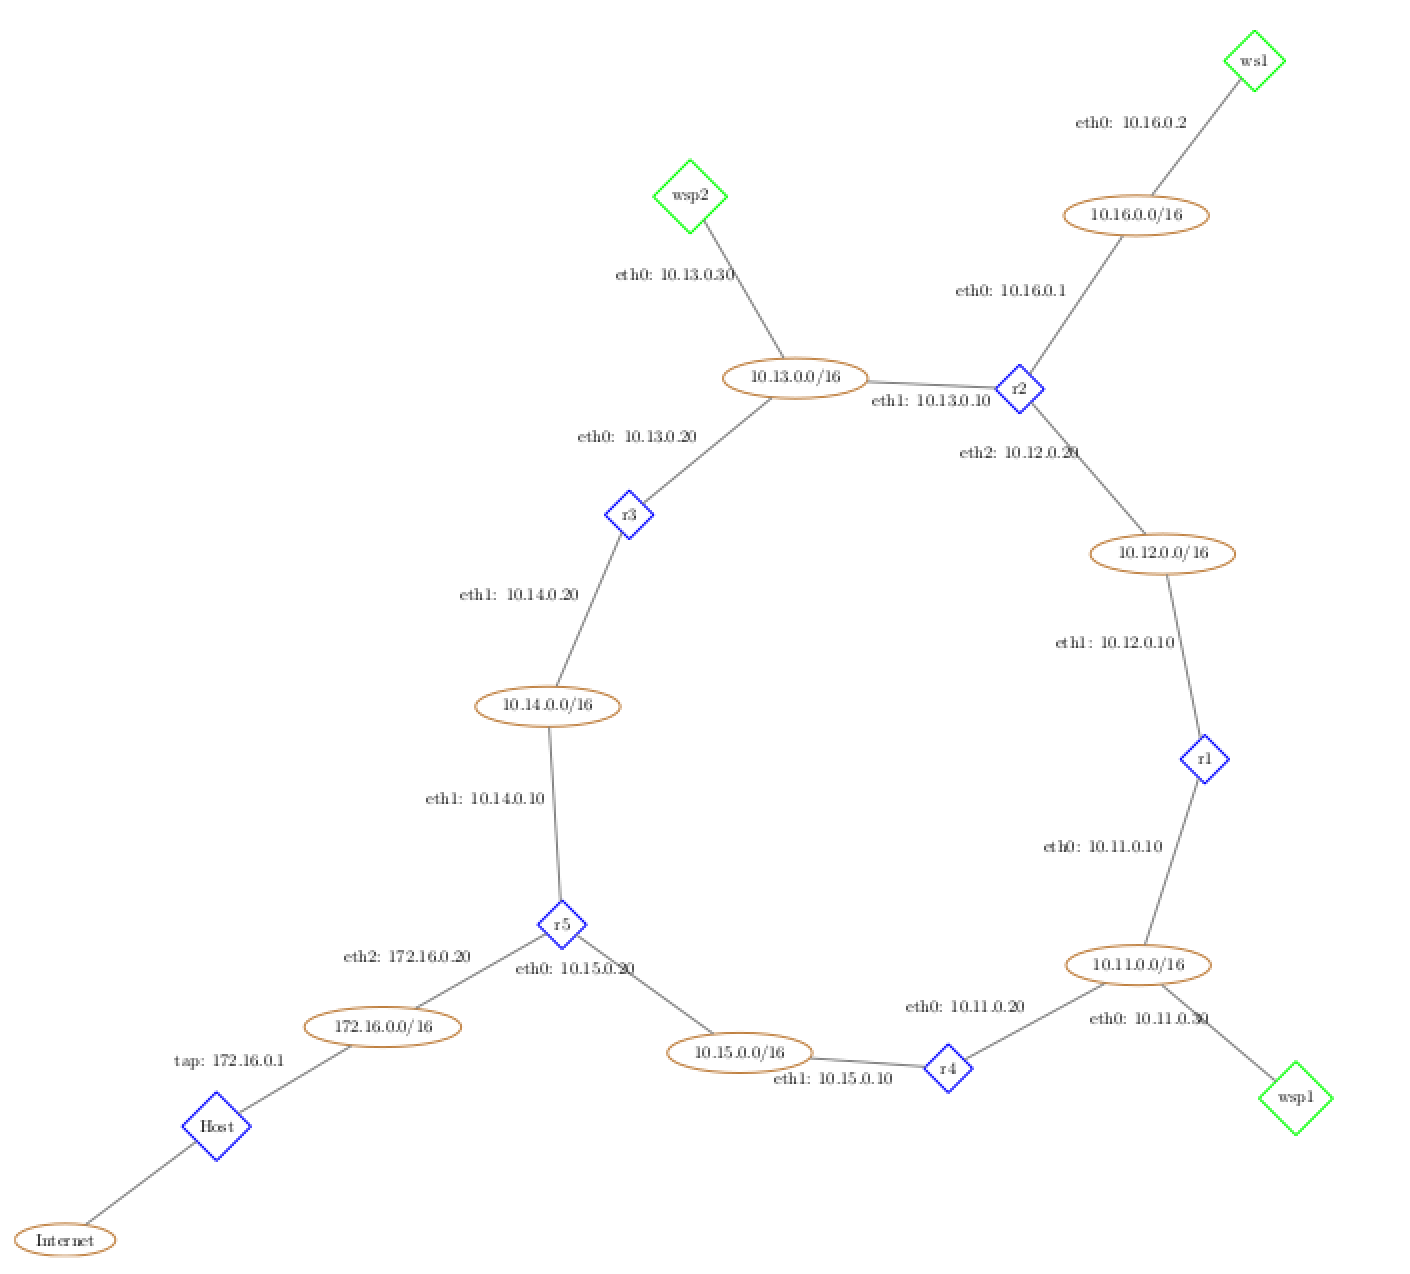 ws1
eth0: 10.16.0.2
wsp2
10.16.0.0/16
eth0: 10.13.0.30
eth0: 10.16.0.1
10.13.0.0/16
r2
eth1: 10.13.0.10
eth0: 10.13.0.20
eth2: 10.12.0.20
r3
10.12.0.0/16
eth1: 10.14.0.20
eth1: 10.12.0.10
10.14.0.0/16
r1
eth1: 10.14.0.10
eth0: 10.11.0.10
r5
eth2: 172.16.0.20
eth0: 10.15.0.20
10.11.0.0/16
eth0: 10.11.0.20
eth0: 10.11.0.30
172.16.0.0/16
10.15.0.0/16
tap: 172.16.0.1
r4
eth1: 10.15.0.10
wsp1
Host
Internet